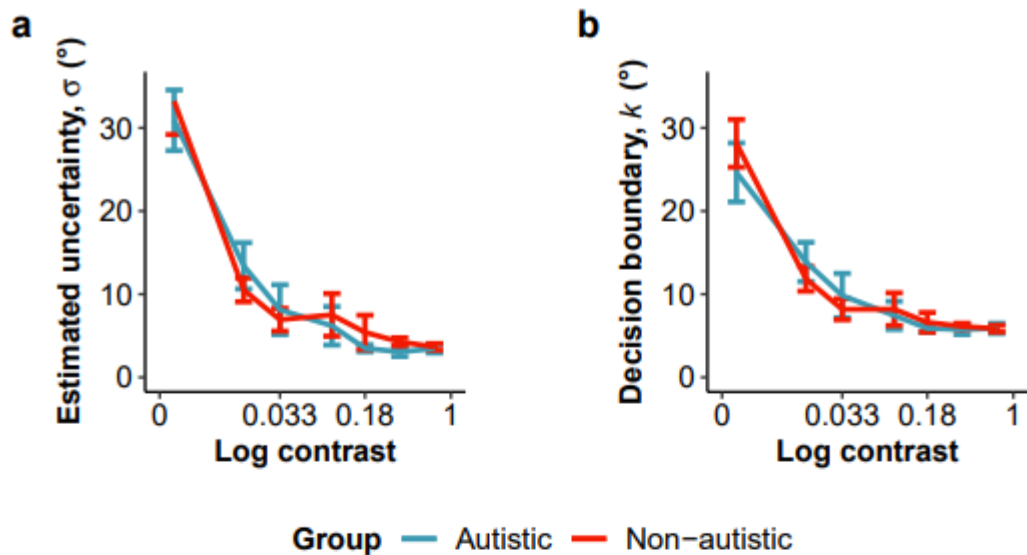 a
Estimated uncertainty, σ (°)
30
20
10
0
0
0.033
0.18
1
Log contrast
b
Decision boundary, k (°)
30
20
10
0
0
0.033
0.18
1
Log contrast
Group Autistic Non−autistic